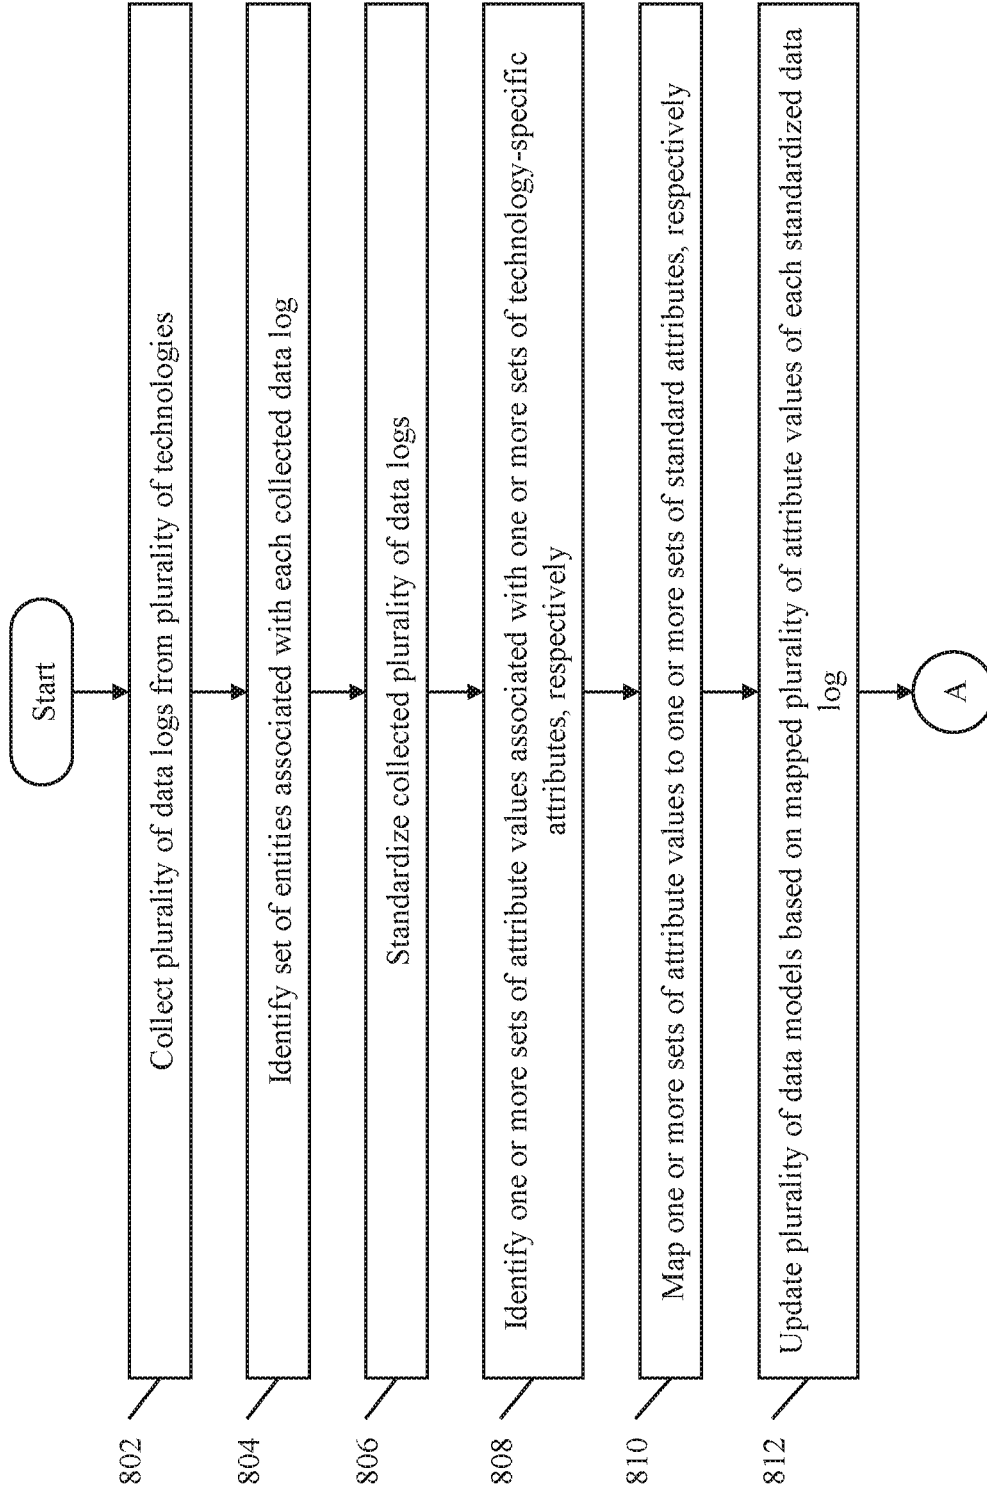 Start
802
Collect plurality of data logs from plurality of technologies
804
Identify set of entities associated with each collected data log
806
Standardize collected plurality of data logs
808
Identify one or more sets of attribute values associated with one or more sets of technology-specific
attributes, respectively
810
Map one or more sets of attribute values to one or more sets of standard attributes, respectively
812
Update plurality of data models based on mapped plurality of attribute values of each standardized data
log
A